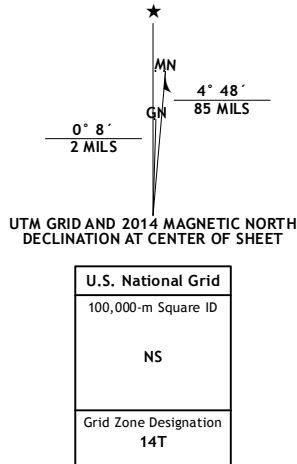 ★
MN
GN
4° 48´
85 MILS
0° 8´
2 MILS
UTM GRID AND 2014 MAGNETIC NORTH
DECLINATION AT CENTER OF SHEET
U.S. National Grid
100,000-m Square ID
NS
Grid Zone Designation
14T